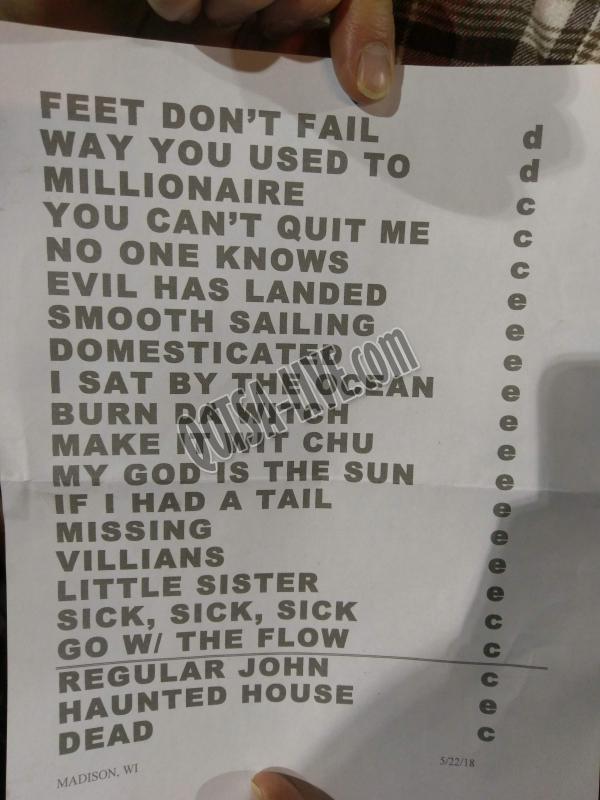 FEET DON'T FAIL d
WAY YOU USED TO d
MILLIONAIRE c
YOU CAN'T QUIT ME c
NO ONE KNOWS c
EVIL HAS LANDED e
SMOOTH SAILING e
DOMESTICATED e
I SAT BY THE OCEAN e
BURN DA WITCH e
MAKE IT WIT CHU e
MY GOD IS THE SUN e
IF I HAD A TAIL e
MISSING e
VILLIANS e
LITTLE SISTER e
SICK, SICK, SICK c
GO W/ THE FLOW c
REGULAR JOHN c
HAUNTED HOUSE e
DEAD c
MADISON, WI 5/22/18
QOTSA-LIVE.com